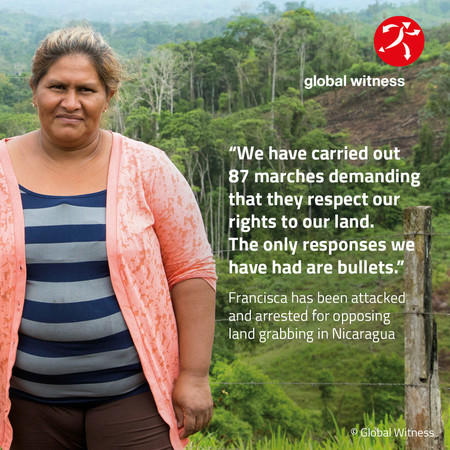 global witness
“We have carried out
87 marches demanding
that they respect our
rights to our land.
The only responses we
have had are bullets.”
Francisca has been attacked
and arrested for opposing
land grabbing in Nicaragua
© Global Witness